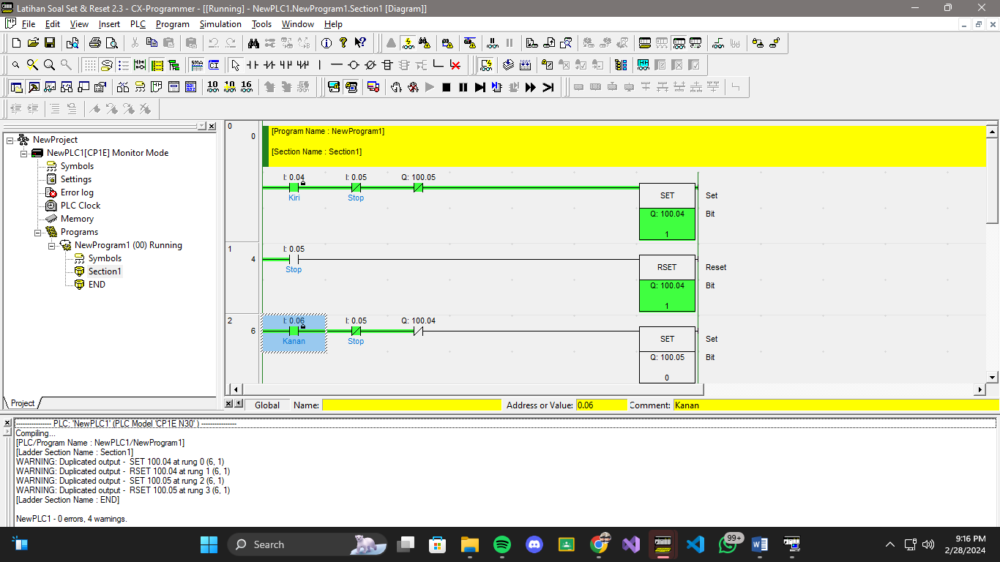 Latihan Soal Set & Reset 2.3 - CX-Programmer - [[Running] - NewPLC1.NewProgram1.Section1 [Diagram]]
File Edit View Insert PLC Program Simulation Tools Window Help
SMA CI
10 10 16
NewProject
NewPLC1[CP1E] Monitor Mode
Symbols
Settings
Error log
PLC Clock
Memory
Programs
NewProgram1 (00) Running
Symbols
Section1
END
Project
0
0
[Program Name : NewProgram1]
[Section Name : Section1]
I: 0.04 I: 0.05 Q: 100.05
Kiri Stop
SET Set
Q: 100.04 Bit
1
1
4
I: 0.05
Stop
RSET Reset
Q: 100.04 Bit
1
2
6
I: 0.06 I: 0.05 Q: 100.04
Kanan Stop
SET Set
Q: 100.05 Bit
0
Global Name: Address or Value: 0.06 Comment: Kanan
---------------- PLC: 'NewPLC1' (PLC Model 'CP1E N30' ) ----------------
Compiling...
[PLC/Program Name : NewPLC1/NewProgram1]
[Ladder Section Name : Section1]
WARNING: Duplicated output - SET 100.04 at rung 0 (6, 1)
WARNING: Duplicated output - RSET 100.04 at rung 1 (6, 1)
WARNING: Duplicated output - SET 100.05 at rung 2 (6, 1)
WARNING: Duplicated output - RSET 100.05 at rung 3 (6, 1)
[Ladder Section Name : END]
NewPLC1 - 0 errors, 4 warnings.
Search
99+
9:16 PM
2/28/2024